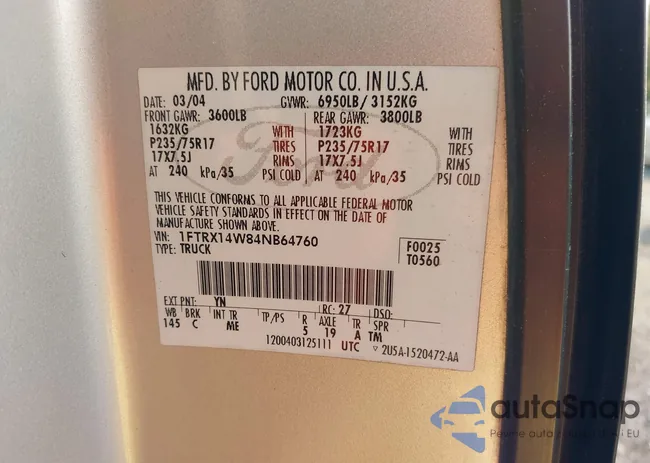 MFD. BY FORD MOTOR CO. IN U.S.A.
DATE: 03/04 GVWR: 6950LB/ 3152KG
FRONT GAWR: 3600LB REAR GAWR: 3800LB
1632KG WITH 1723KG WITH
P235/75R17 TIRES P235/75R17 TIRES
17X7.5J RIMS 17X7.5J RIMS
AT 240 kPa/35 PSI COLD AT 240 kPa/35 PSI COLD
THIS VEHICLE CONFORMS TO ALL APPLICABLE FEDERAL MOTOR
VEHICLE SAFETY STANDARDS IN EFFECT ON THE DATE OF
MANUFACTURE SHOWN ABOVE.
VIN: 1FTRX14W84NB64760 F0025
TYPE: TRUCK T0560
Ford
EXT PNT: YN RC: 27 DSO:
WB BRK INT TR TP/PS R AXLE TR SPR
145 C ME 5 19 A TM
1200403125111 UTC ▽ 2U5A-1520472-AA
autaSnap
Pewne auta z
i EU